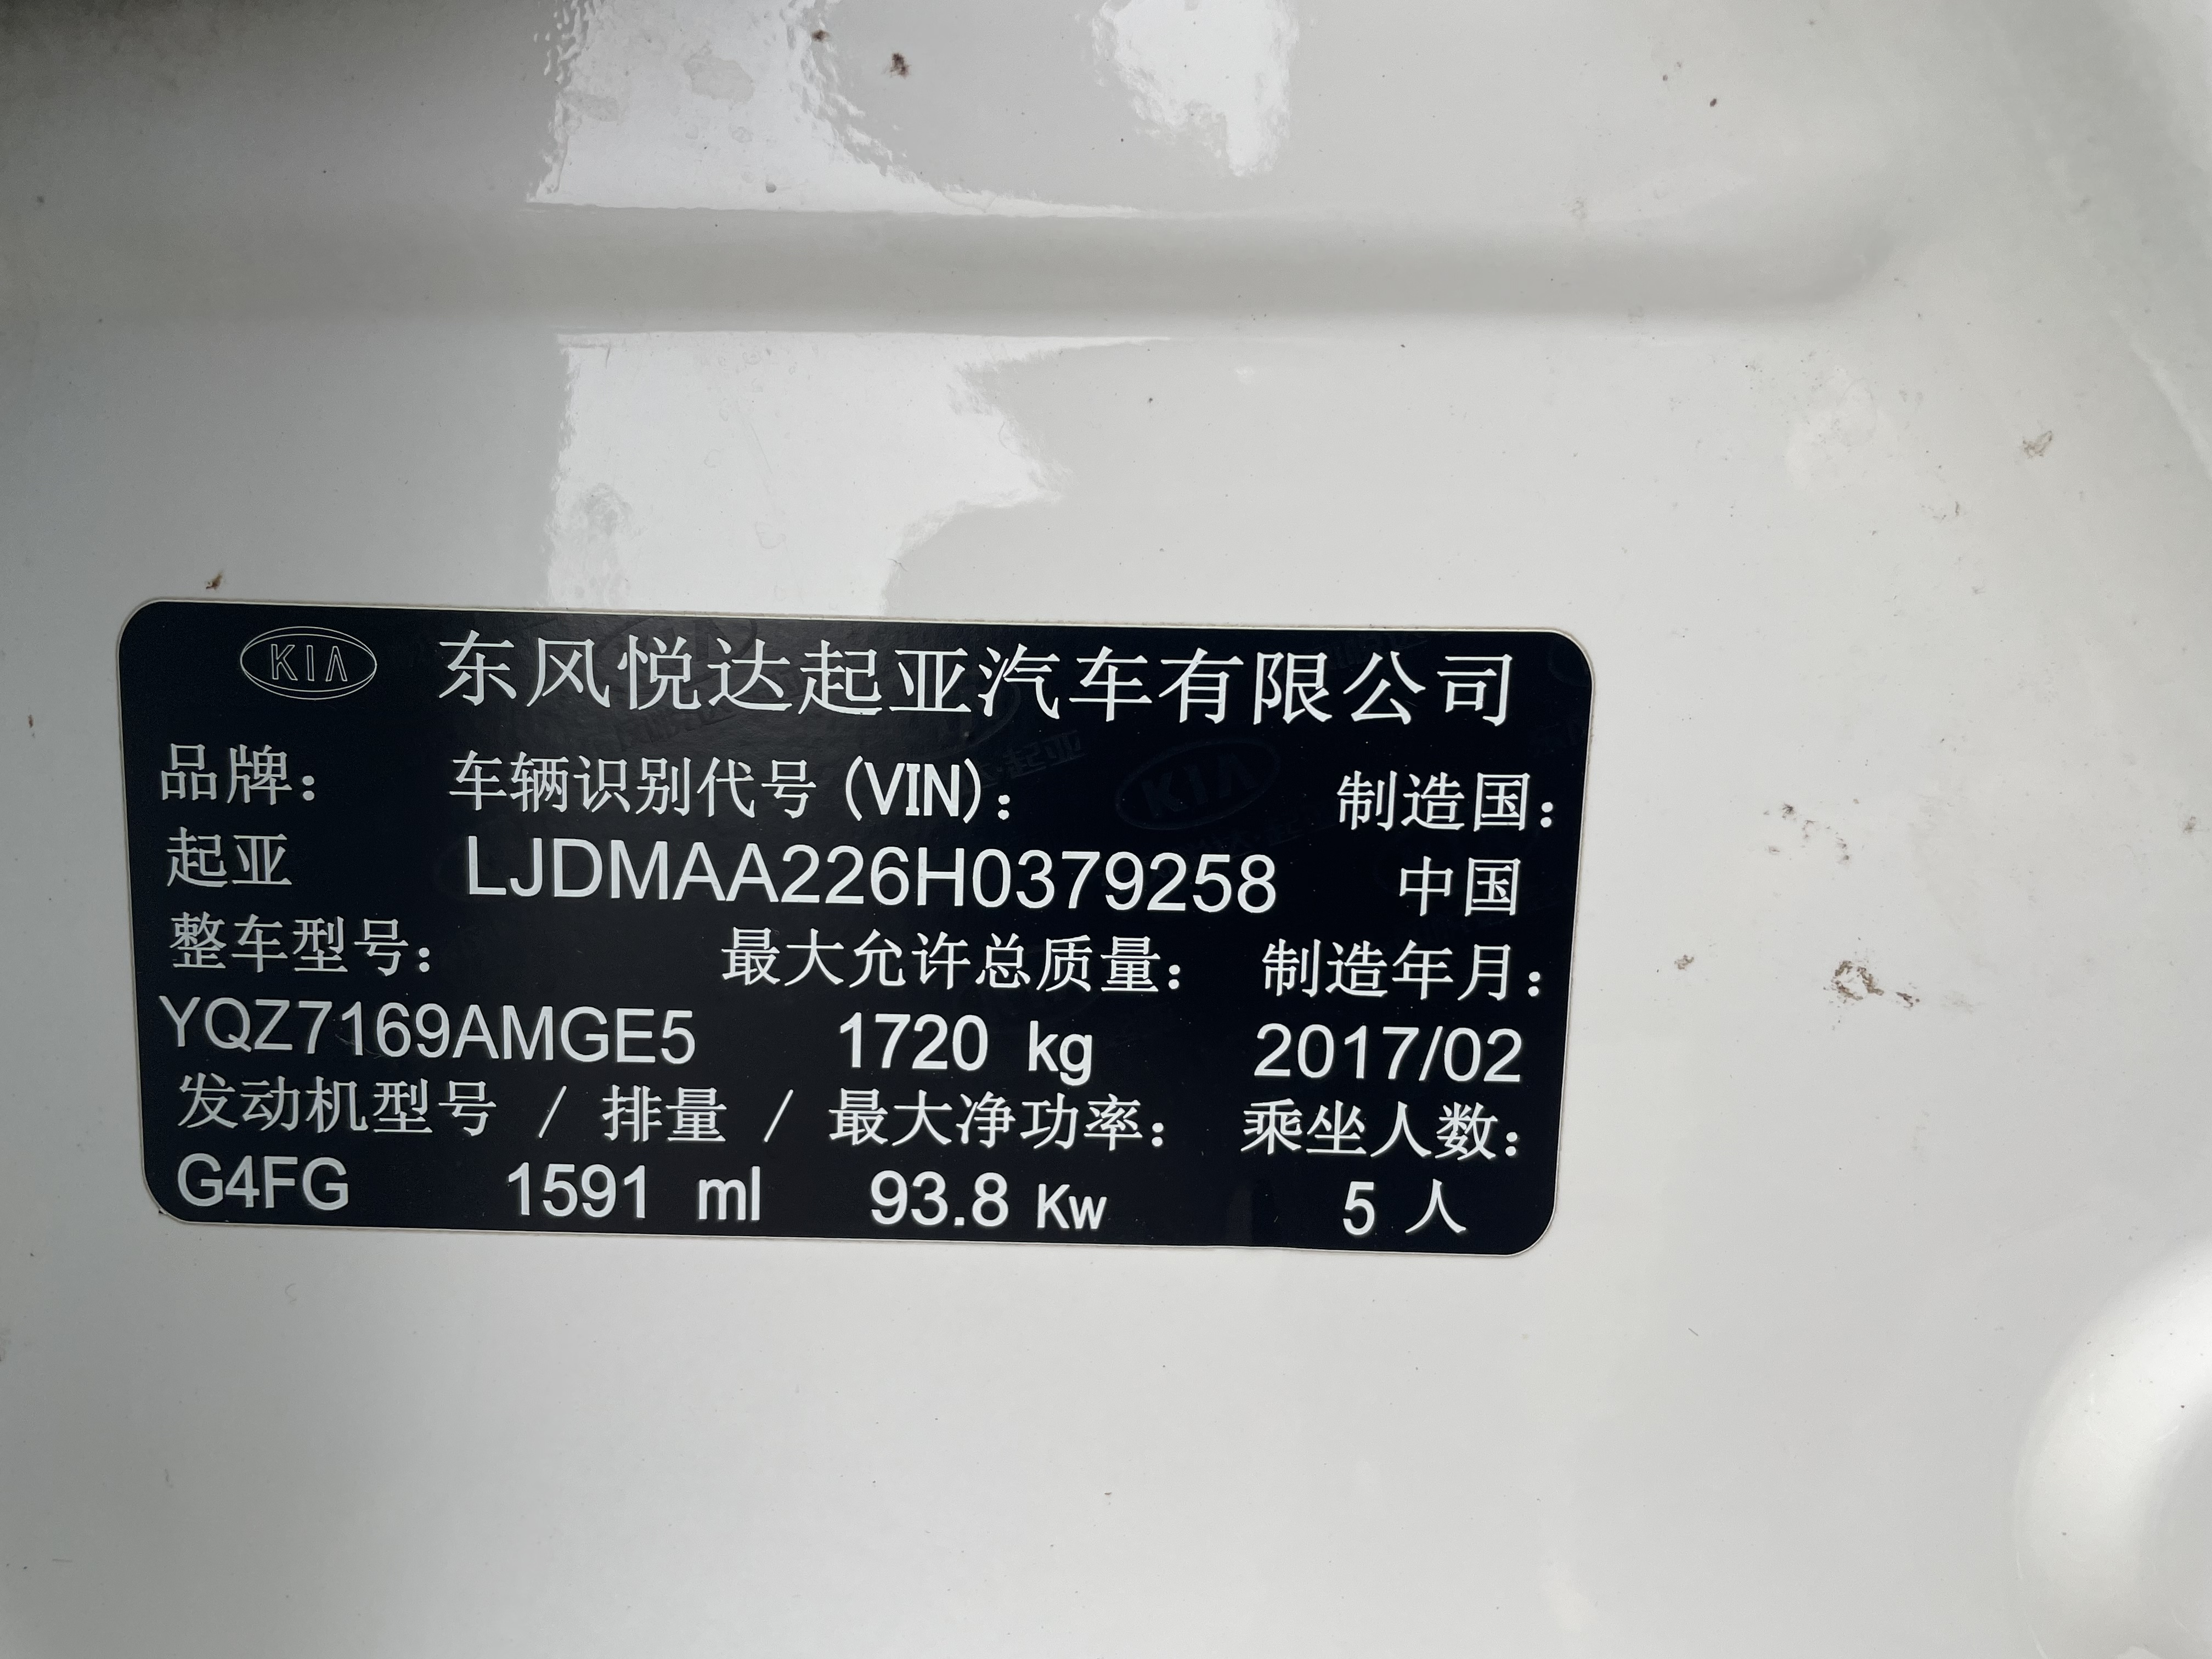 KIA 东风悦达起亚汽车有限公司
品牌： 车辆识别代号 (VIN)： 制造国：
起亚 LJDMAA226H0379258 中国
整车型号： 最大允许总质量： 制造年月：
YQZ7169AMGE5 1720 kg 2017/02
发动机型号 / 排量 / 最大净功率： 乘坐人数：
G4FG 1591 ml 93.8 Kw 5 人